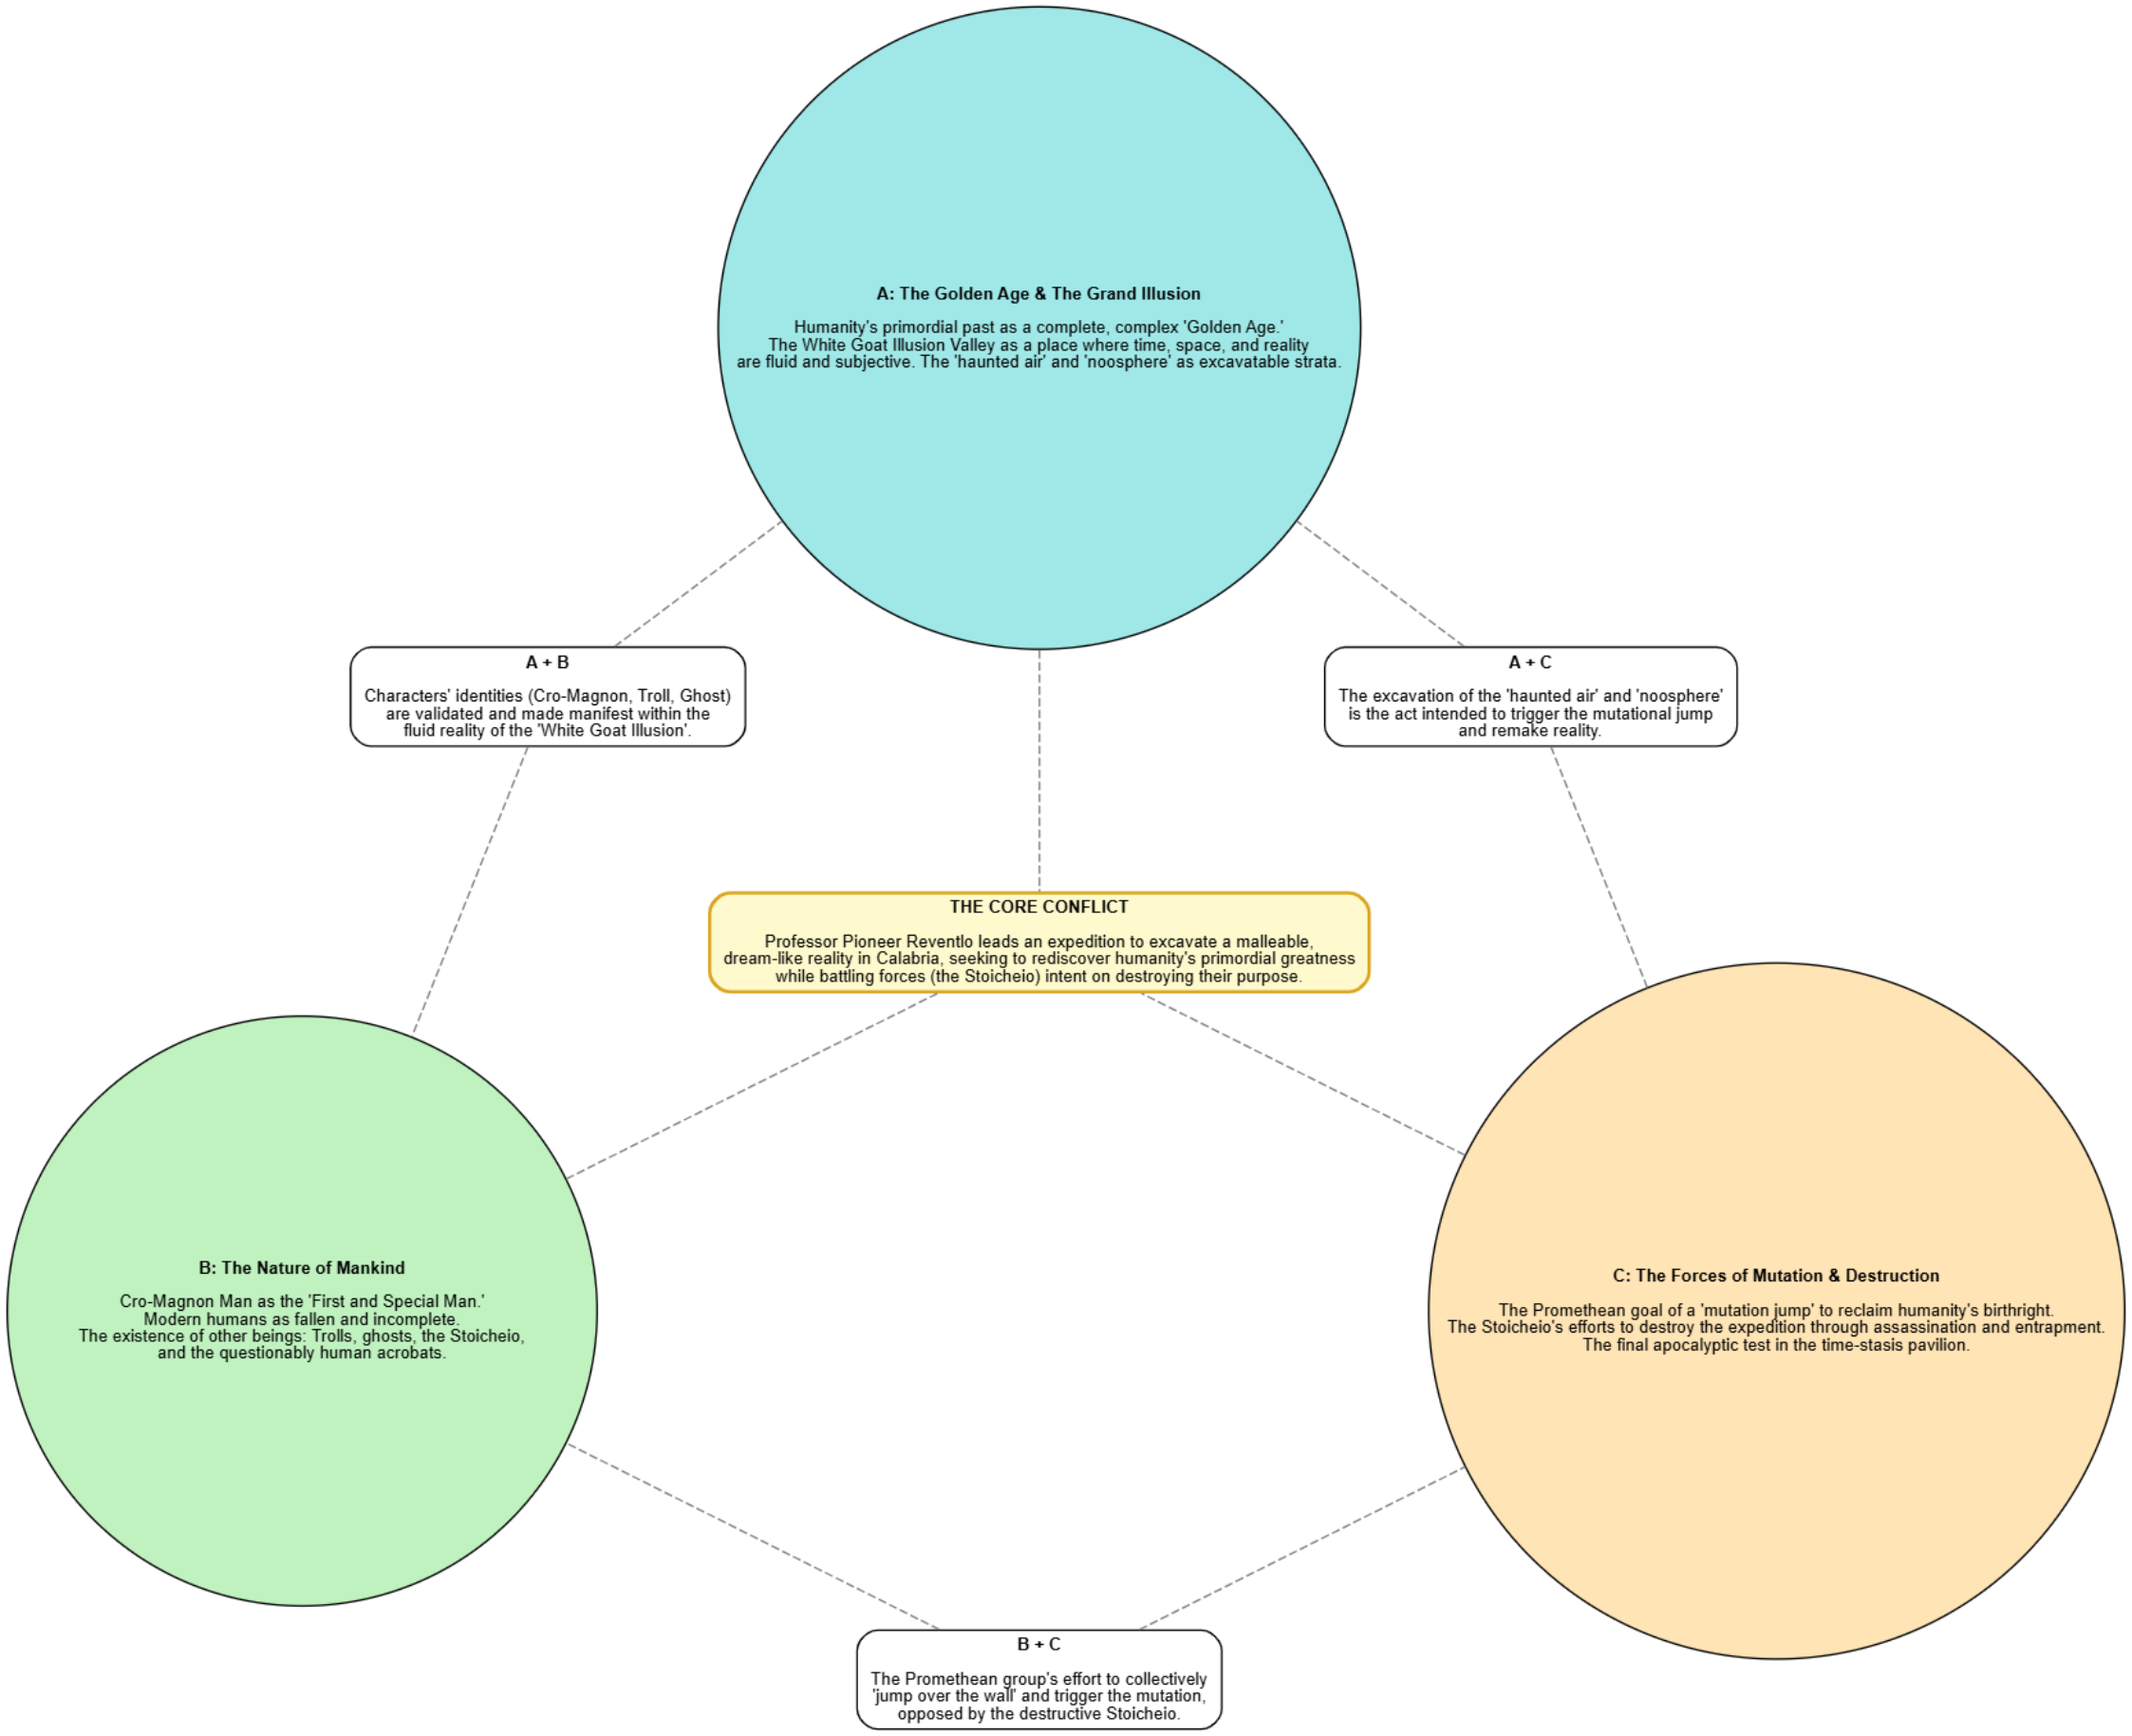 A: The Golden Age & The Grand Illusion
Humanity's primordial past as a complete, complex 'Golden Age.'
The White Goat Illusion Valley as a place where time, space, and reality
are fluid and subjective. The 'haunted air' and 'noosphere' as excavatable strata.
A + B
Characters' identities (Cro-Magnon, Troll, Ghost)
are validated and made manifest within the
fluid reality of the 'White Goat Illusion'.
A + C
The excavation of the 'haunted air' and 'noosphere'
is the act intended to trigger the mutational jump
and remake reality.
THE CORE CONFLICT
Professor Pioneer Reventlo leads an expedition to excavate a malleable,
dream-like reality in Calabria, seeking to rediscover humanity's primordial greatness
while battling forces (the Stoicheio) intent on destroying their purpose.
B: The Nature of Mankind
Cro-Magnon Man as the 'First and Special Man.'
Modern humans as fallen and incomplete.
The existence of other beings: Trolls, ghosts, the Stoicheio,
and the questionably human acrobats.
C: The Forces of Mutation & Destruction
The Promethean goal of a 'mutation jump' to reclaim humanity's birthright.
The Stoicheio's efforts to destroy the expedition through assassination and entrapment.
The final apocalyptic test in the time-stasis pavilion.
B + C
The Promethean group's effort to collectively
'jump over the wall' and trigger the mutation,
opposed by the destructive Stoicheio.